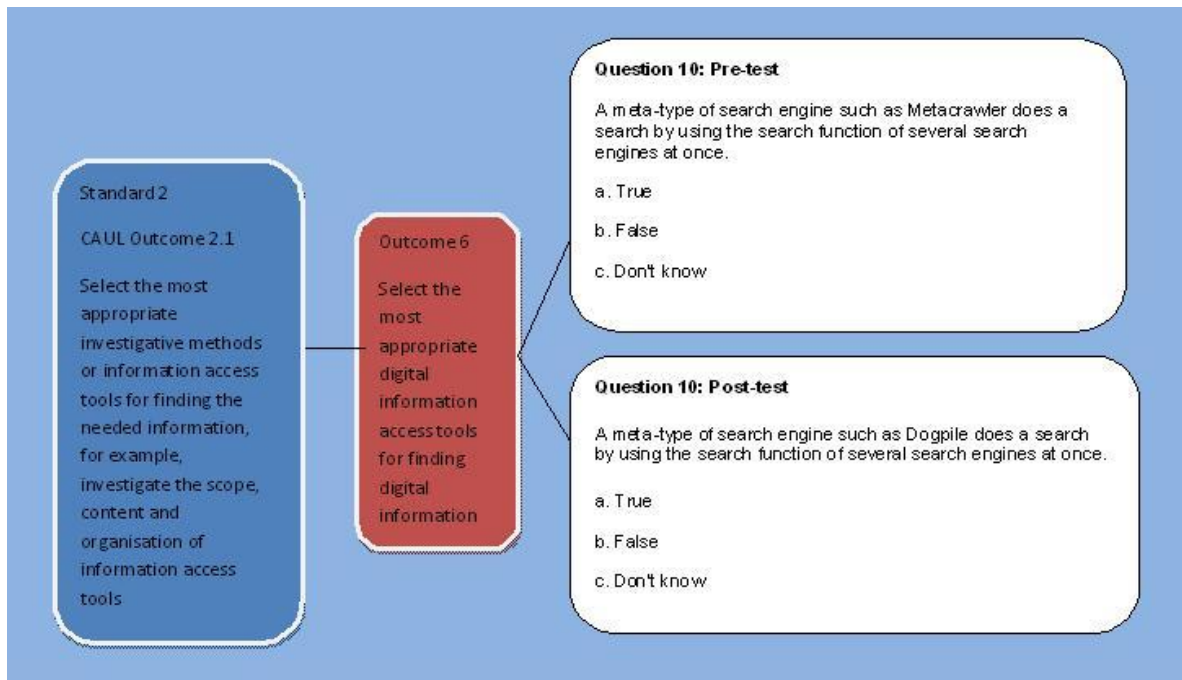 Standard 2
CAUL Outcome 2.1
Select the most
appropriate
investigative methods
or information access
tools for finding the
needed information,
for example,
investigate the scope,
content and
organisation of
information access
tools
Outcome 6
Select the
most
appropriate
digital
information
access tools
for finding
digital
information
Question 10: Pre-test
A meta-type of search engine such as Metacrawler does a
search by using the search function of several search
engines at once.
a. True
b. False
c. Don't know
Question 10: Post-test
A meta-type of search engine such as Dogpile does a search
by using the search function of several search engines at once.
a. True
b. False
c. Don't know